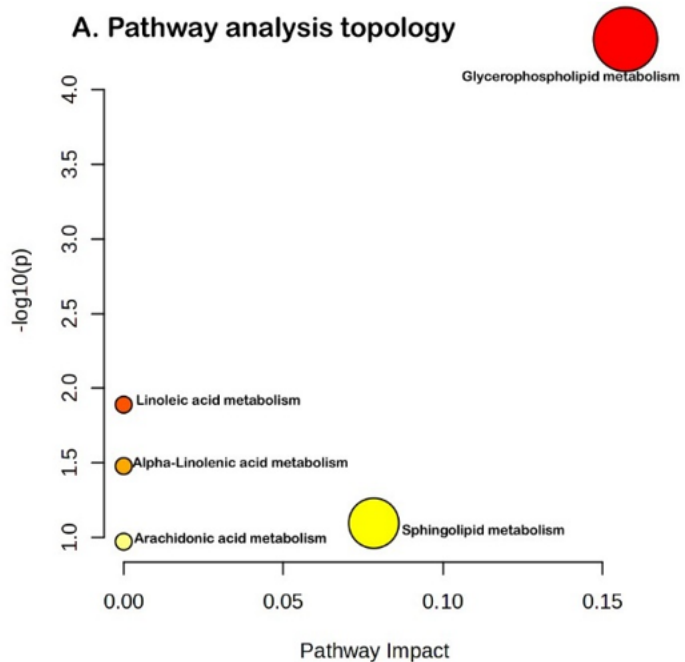 A. Pathway analysis topology
Glycerophospholipid metabolism
4.0
3.5
3.0
2.5
2.0
1.5
1.0
-log10(p)
Linoleic acid metabolism
Alpha-Linolenic acid metabolism
Arachidonic acid metabolism
Sphingolipid metabolism
0.00 0.05 0.10 0.15
Pathway Impact